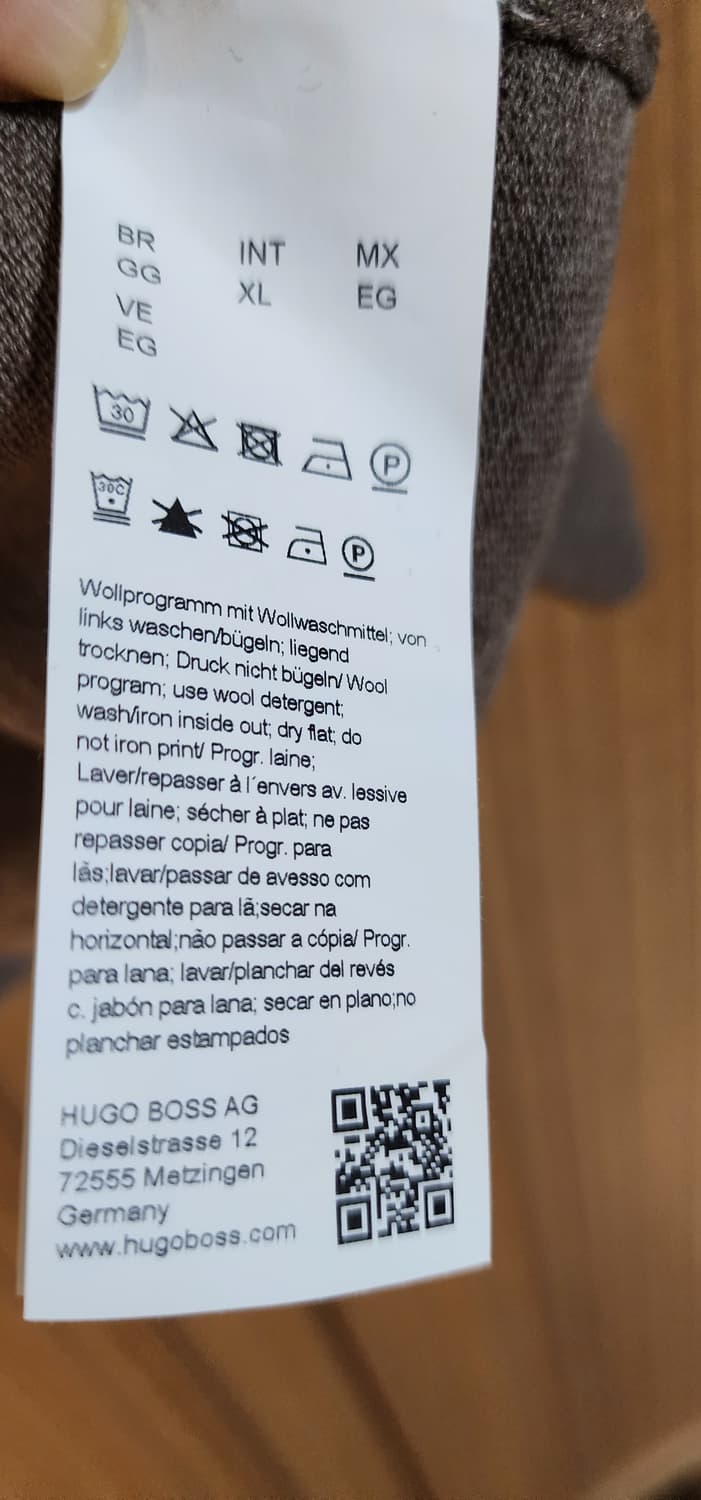 BR
GG
VE
EG
INT
XL
MX
EG
30
P
30C
P
Wollprogramm mit Wollwaschmittel; von
links waschen/bügeln; liegend
trocknen; Druck nicht bügeln/ Wool
program; use wool detergent;
wash/iron inside out; dry flat; do
not iron print/ Progr. laine;
Laver/repasser à l´envers av. lessive
pour laine; sécher à plat; ne pas
repasser copia/ Progr. para
lãs;lavar/passar de avesso com
detergente para lã;secar na
horizontal;não passar a cópia/ Progr.
para lana; lavar/planchar del revés
c. jabón para lana; secar en plano;no
planchar estampados
HUGO BOSS AG
Dieselstrasse 12
72555 Metzingen
Germany
www.hugoboss.com